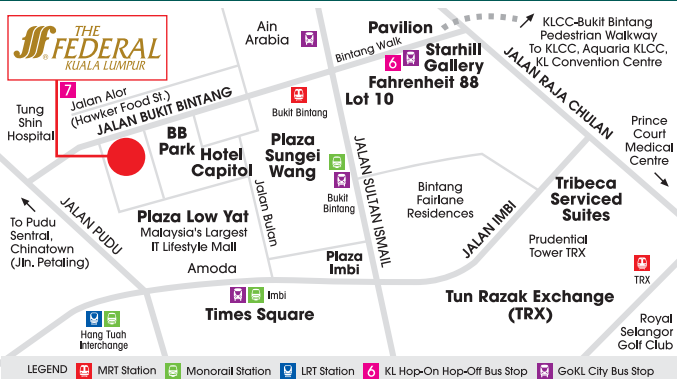 THE
FEDERAL
KUALA LUMPUR
®
7
Tung
Shin
Hospital
Jalan Alor
(Hawker Food St.)
JALAN BUKIT BINTANG
Ain
Arabia
Pavilion
Bintang Walk
6
Starhill
Gallery
Fahrenheit 88
Lot 10
KLCC-Bukit Bintang
Pedestrian Walkway
To KLCC, Aquaria KLCC,
KL Convention Centre
JALAN RAJA CHULAN
Prince
Court
Medical
Centre
Bukit Bintang
BB
Park
Hotel
Capitol
Plaza
Sungei
Wang
Bukit
Bintang
JALAN SULTAN ISMAIL
Bintang
Fairlane
Residences
Tribeca
Serviced
Suites
Prudential
Tower TRX
JALAN IMBI
To Pudu
Sentral,
Chinatown
(Jln. Petaling)
JALAN PUDU
Plaza Low Yat
Malaysia's Largest
IT Lifestyle Mall
Jalan Bulan
Amoda
Plaza
Imbi
TRX
Imbi
Times Square
Tun Razak Exchange
(TRX)
Hang Tuah
Interchange
Royal
Selangor
Golf Club
LEGEND MRT Station Monorail Station LRT Station 6 KL Hop-On Hop-Off Bus Stop GoKL City Bus Stop